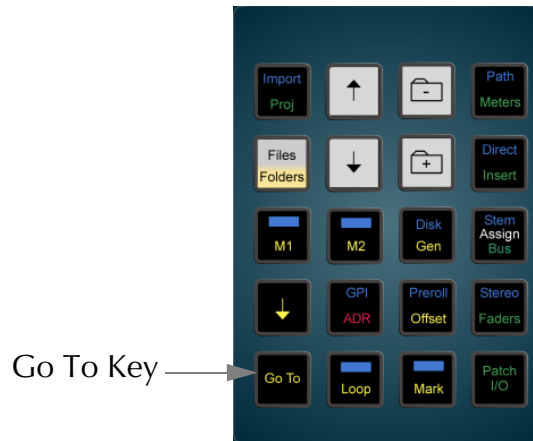 Import
Proj
Path
Meters
Files
Folders
Direct
Insert
M1
M2
Disk
Gen
Stem
Assign
Bus
GPI
ADR
Preroll
Offset
Stereo
Faders
Go To Key
Go To
Loop
Mark
Patch
I/O